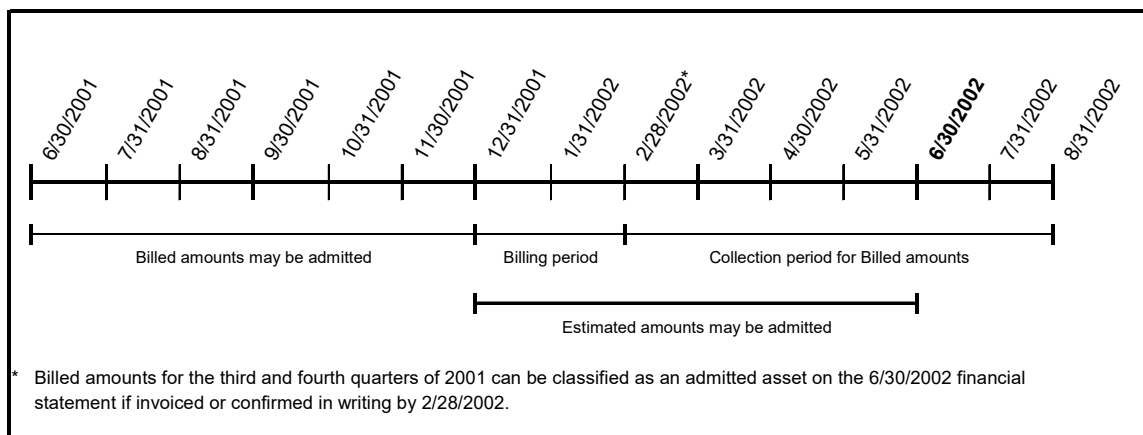 6/30/2001
7/31/2001
8/31/2001
9/30/2001
10/31/2001
11/30/2001
12/31/2001
1/31/2002
2/28/2002*
3/31/2002
4/30/2002
5/31/2002
6/30/2002
7/31/2002
8/31/2002
Billed amounts may be admitted
Billing period
Collection period for Billed amounts
Estimated amounts may be admitted
* Billed amounts for the third and fourth quarters of 2001 can be classified as an admitted asset on the 6/30/2002 financial
statement if invoiced or confirmed in writing by 2/28/2002.